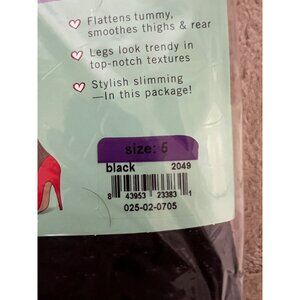 Flattens tummy,
smoothes thighs & rear
Legs look trendy in
top-notch textures
Stylish slimming
—In this package!
size: 5
black 2049
8 43953 23383 1
025-02-0705